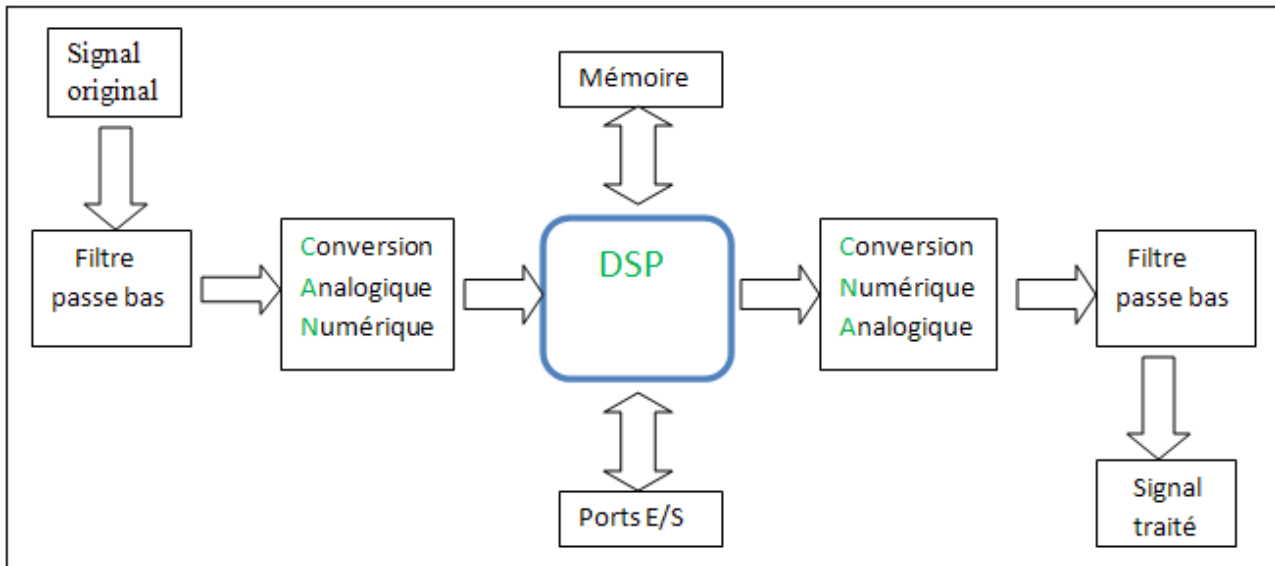 Signal
original
Mémoire
Filtre
passe bas
Conversion
Analogique
Numérique
DSP
Conversion
Numérique
Analogique
Filtre
passe bas
Ports E/S
Signal
traité